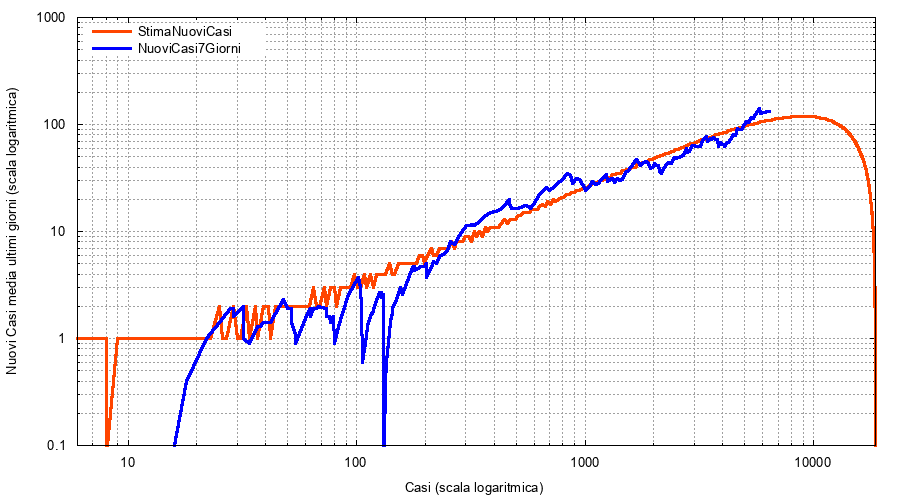 1000
100
10
1
0.1
Nuovi Casi media ultimi giorni (scala logaritmica)
StimaNuoviCasi
NuoviCasi7Giorni
10 100 1000 10000
Casi (scala logaritmica)